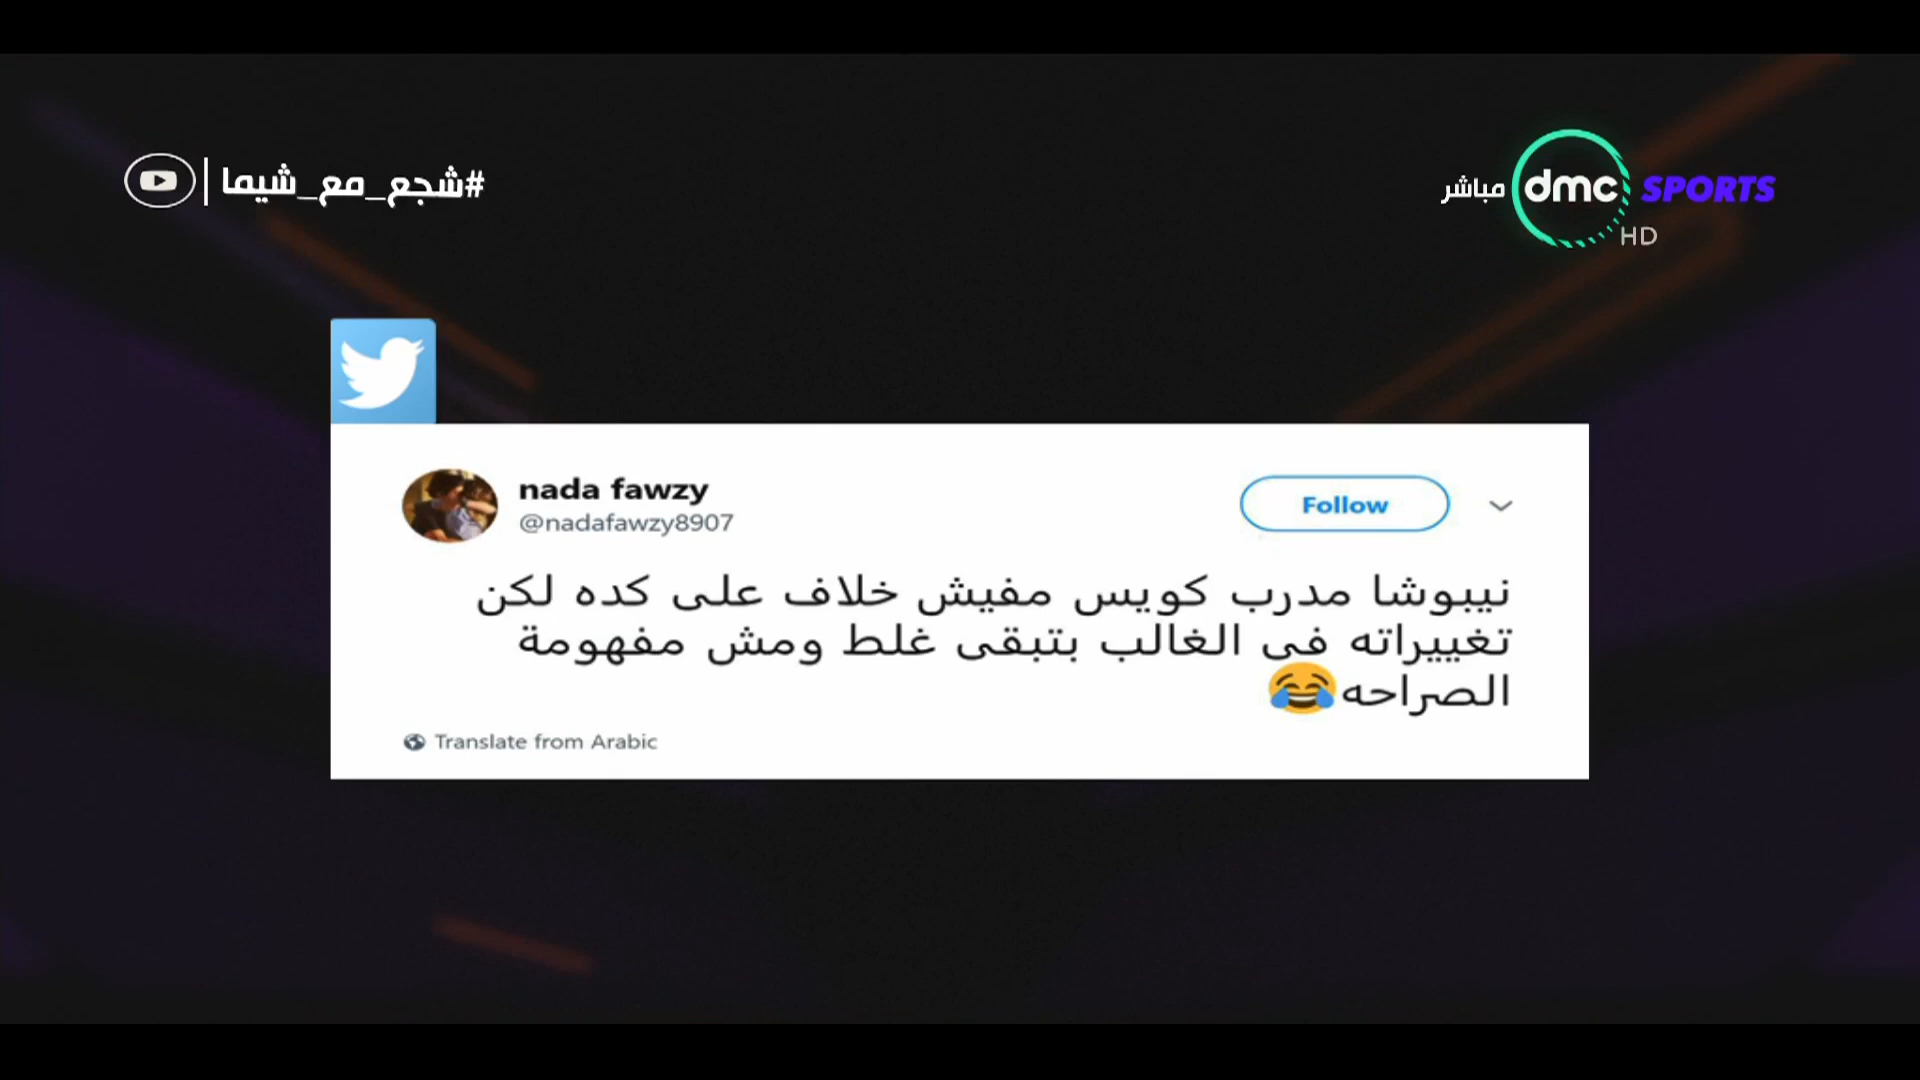 #شجع_مع_شيما
مباشر dmc SPORTS
HD
nada fawzy
@nadafawzy8907
Follow
نيبوشا مدرب كويس مفيش خلاف على كده لكن
تغييراته فى الغالب بتبقى غلط ومش مفهومة
الصراحه😂
Translate from Arabic